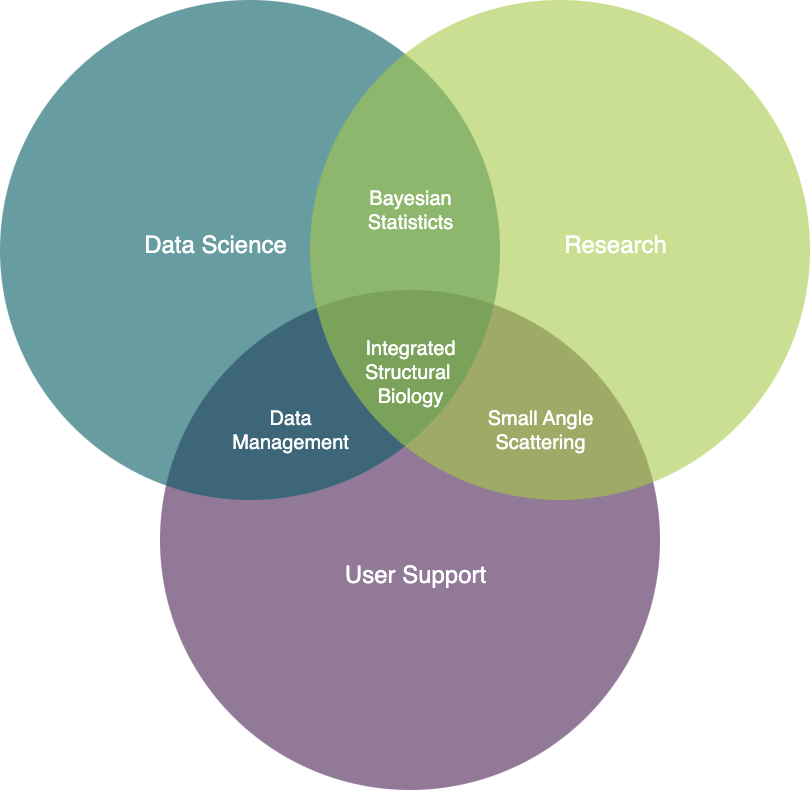 Bayesian
Statisticts
Data Science
Research
Integrated
Structural
Biology
Data
Management
Small Angle
Scattering
User Support